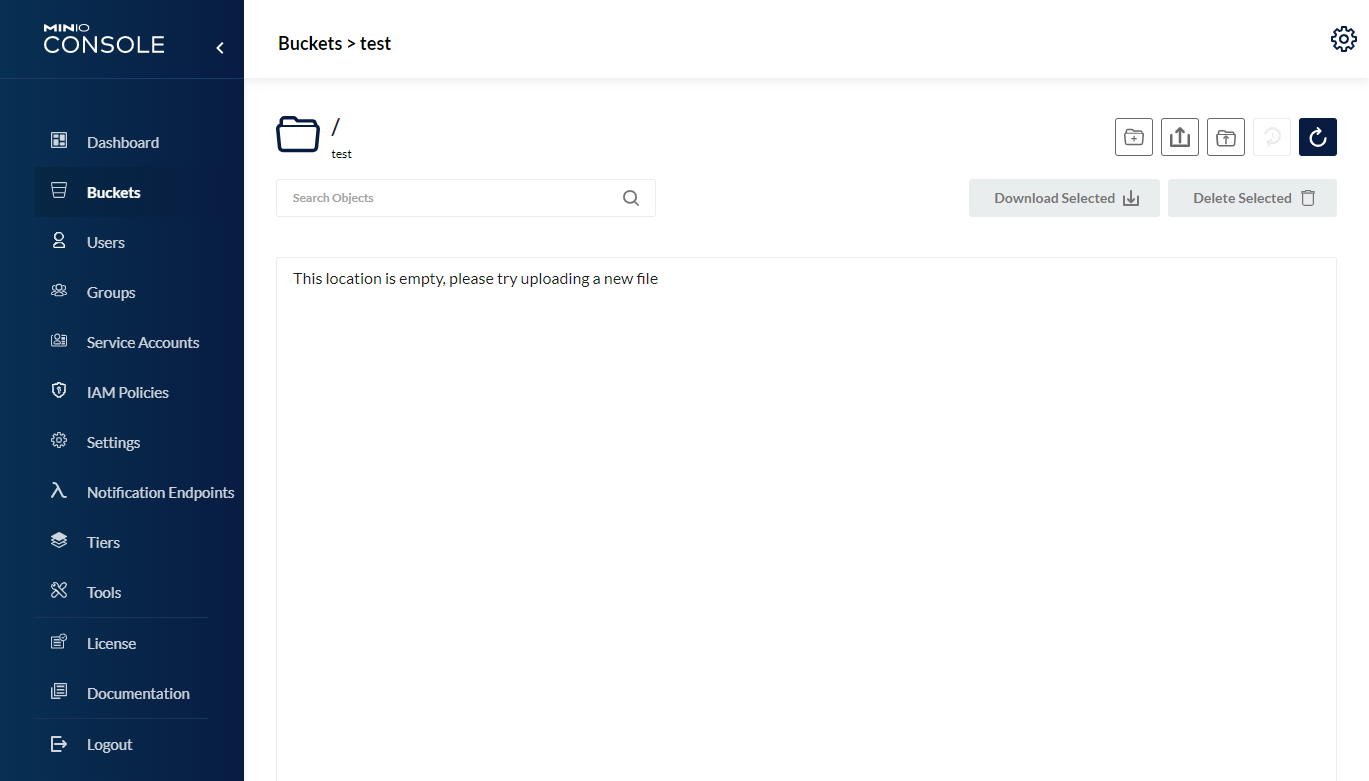 MINIO
CONSOLE
Buckets > test
Dashboard
Buckets
Users
Groups
Service Accounts
IAM Policies
Settings
Notification Endpoints
Tiers
Tools
License
Documentation
Logout
/
test
Search Objects
Download Selected
Delete Selected
This location is empty, please try uploading a new file